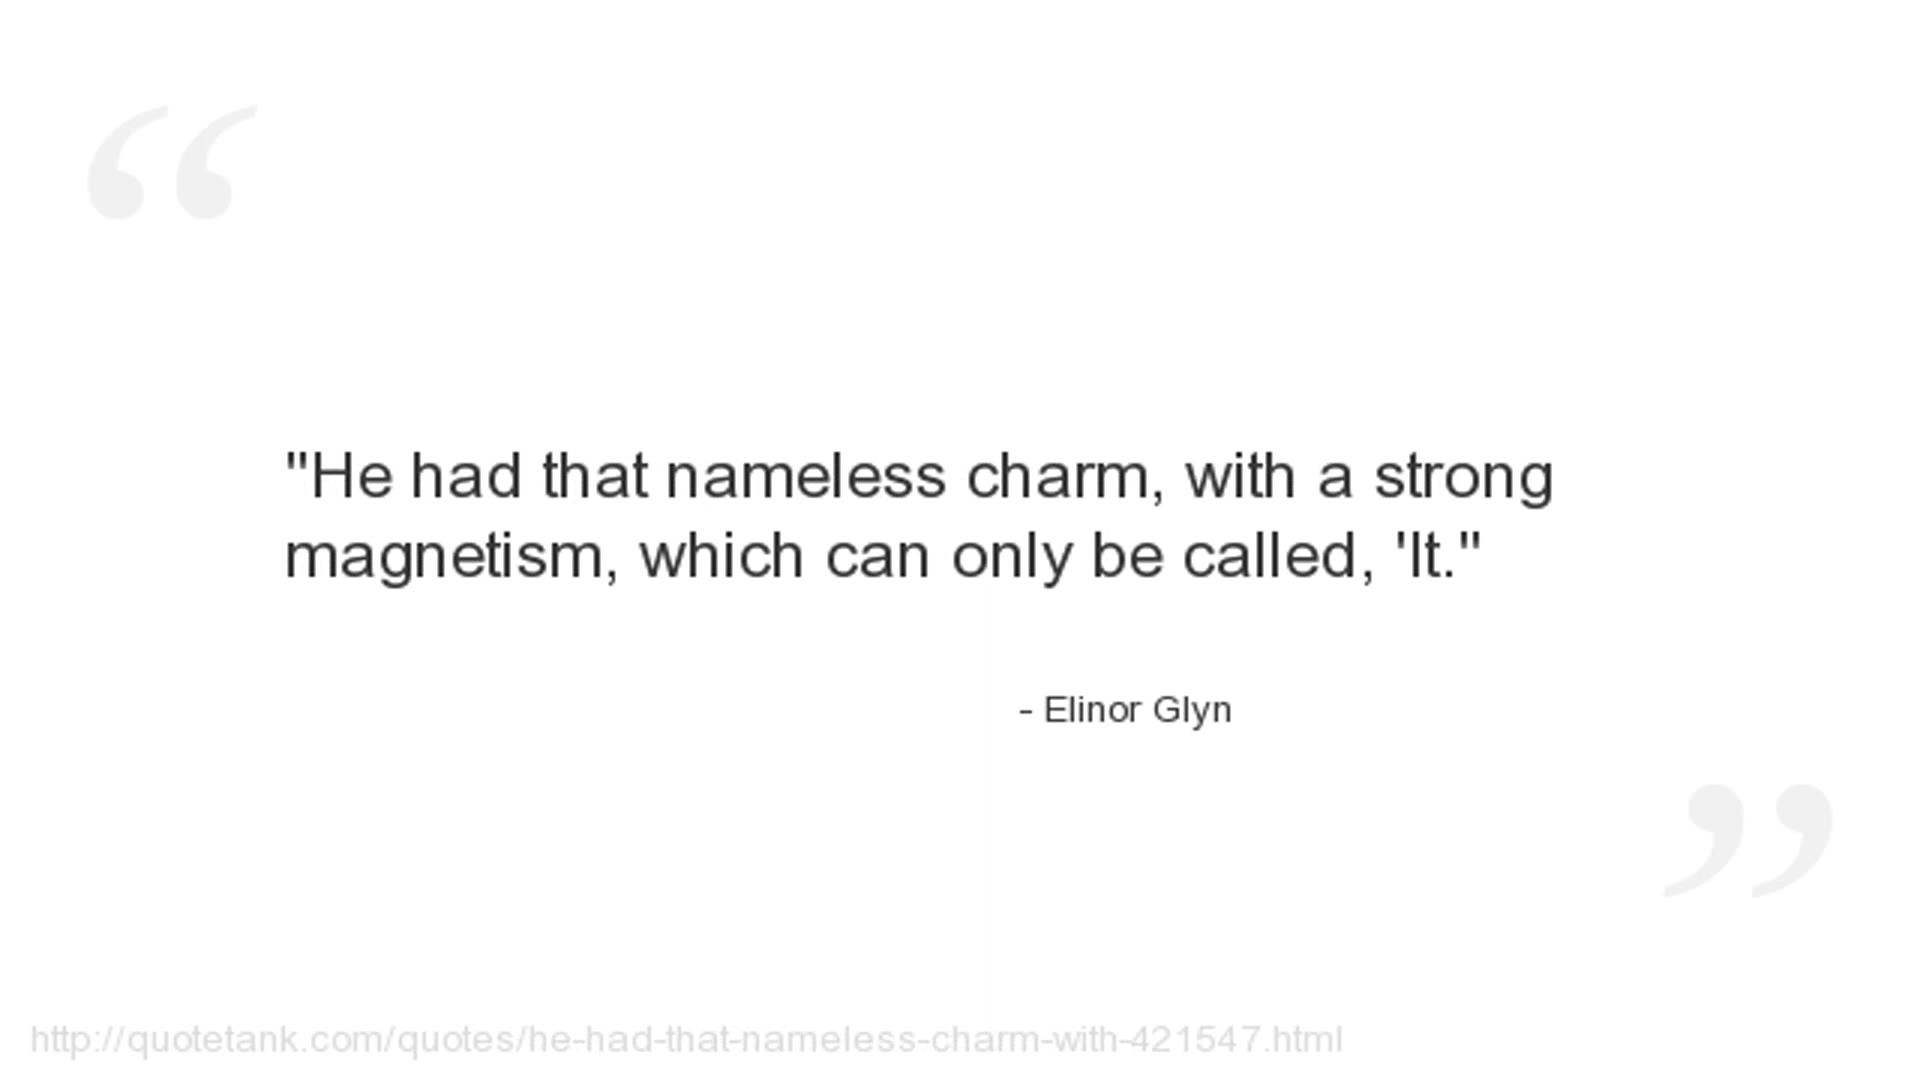 "He had that nameless charm, with a strong
magnetism, which can only be called, 'It."
- Elinor Glyn
http://quotetank.com/quotes/he-had-that-nameless-charm-with-421547.html